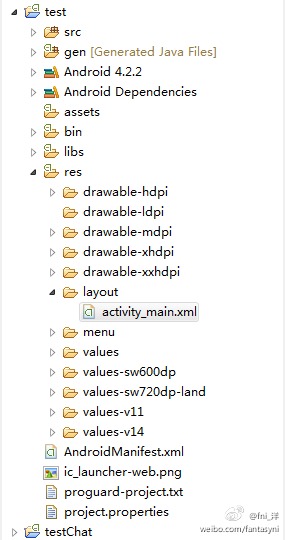 test
src
gen [Generated Java Files]
Android 4.2.2
Android Dependencies
assets
bin
libs
res
drawable-hdpi
drawable-ldpi
drawable-mdpi
drawable-xhdpi
drawable-xxhdpi
layout
activity_main.xml
menu
values
values-sw600dp
values-sw720dp-land
values-v11
values-v14
AndroidManifest.xml
ic_launcher-web.png
proguard-project.txt
project.properties
testChat
@fni_洋
weibo.com/fantasyni